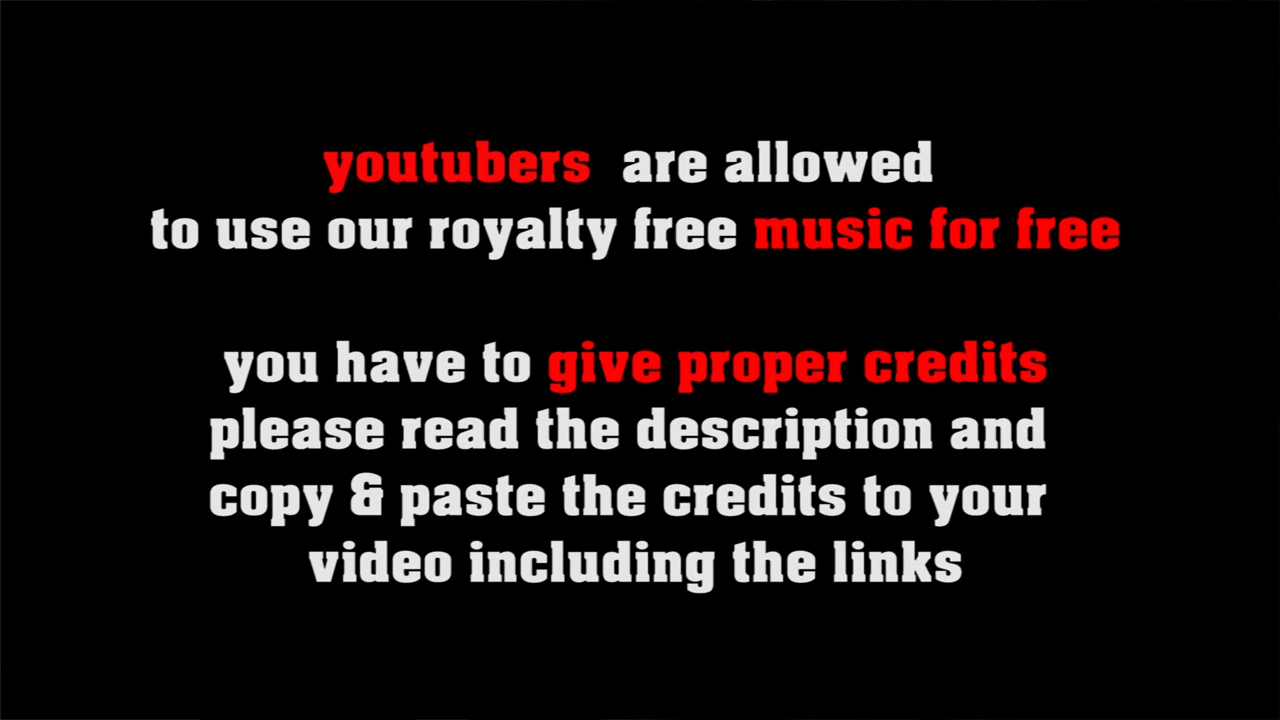 youtubers are allowed
to use our royalty free music for free
you have to give proper credits
please read the description and
copy & paste the credits to your
video including the links